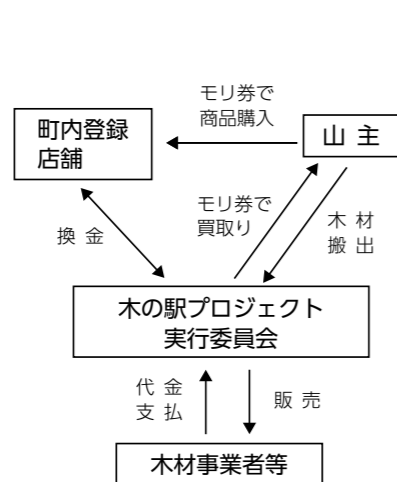 モリ券で
商品購入
町内登録
店舗
山 主
モリ券で
買取り
木 材
搬 出
換 金
木の駅プロジェクト
実行委員会
代 金
支 払
販 売
木材事業者等